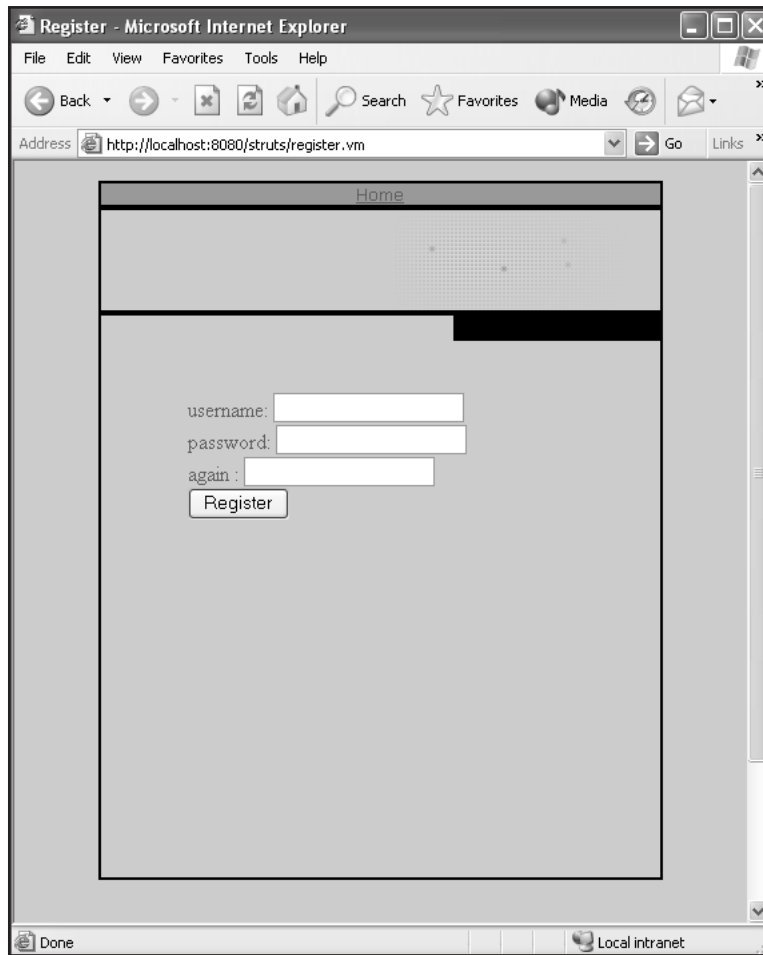 Register - Microsoft Internet Explorer
File Edit View Favorites Tools Help
Back Search Favorites Media
Address http://localhost:8080/struts/register.vm Go Links
Home
username:
password:
again :
Register
Done Local intranet